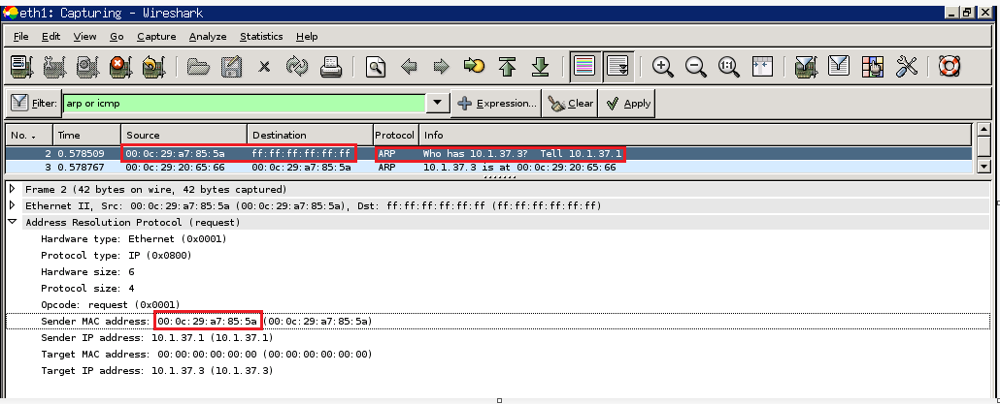 eth1: Capturing - Wireshark
File Edit View Go Capture Analyze Statistics Help
Filter: arp or icmp Expression... Clear Apply
No. Time Source Destination Protocol Info
2 0.578509 00:0c:29:a7:85:5a ff:ff:ff:ff:ff:ff ARP Who has 10.1.37.3? Tell 10.1.37.1
3 0.578767 00:0c:29:20:65:66 00:0c:29:a7:85:5a ARP 10.1.37.3 is at 00:0c:29:20:65:66
Frame 2 (42 bytes on wire, 42 bytes captured)
Ethernet II, Src: 00:0c:29:a7:85:5a (00:0c:29:a7:85:5a), Dst: ff:ff:ff:ff:ff:ff (ff:ff:ff:ff:ff:ff)
Address Resolution Protocol (request)
Hardware type: Ethernet (0x0001)
Protocol type: IP (0x0800)
Hardware size: 6
Protocol size: 4
Opcode: request (0x0001)
Sender MAC address: 00:0c:29:a7:85:5a (00:0c:29:a7:85:5a)
Sender IP address: 10.1.37.1 (10.1.37.1)
Target MAC address: 00:00:00:00:00:00 (00:00:00:00:00:00)
Target IP address: 10.1.37.3 (10.1.37.3)